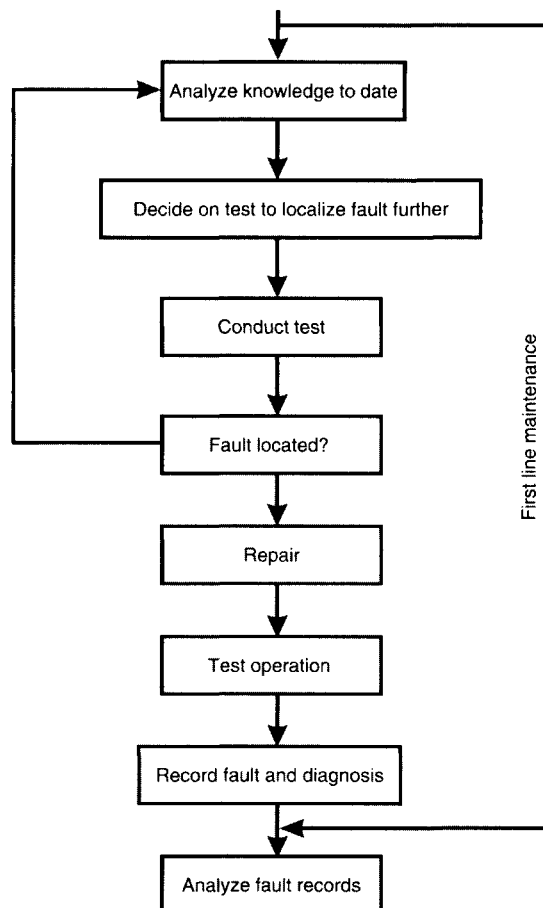 Analyze knowledge to date
Decide on test to localize fault further
Conduct test
Fault located?
Repair
Test operation
Record fault and diagnosis
Analyze fault records
First line maintenance